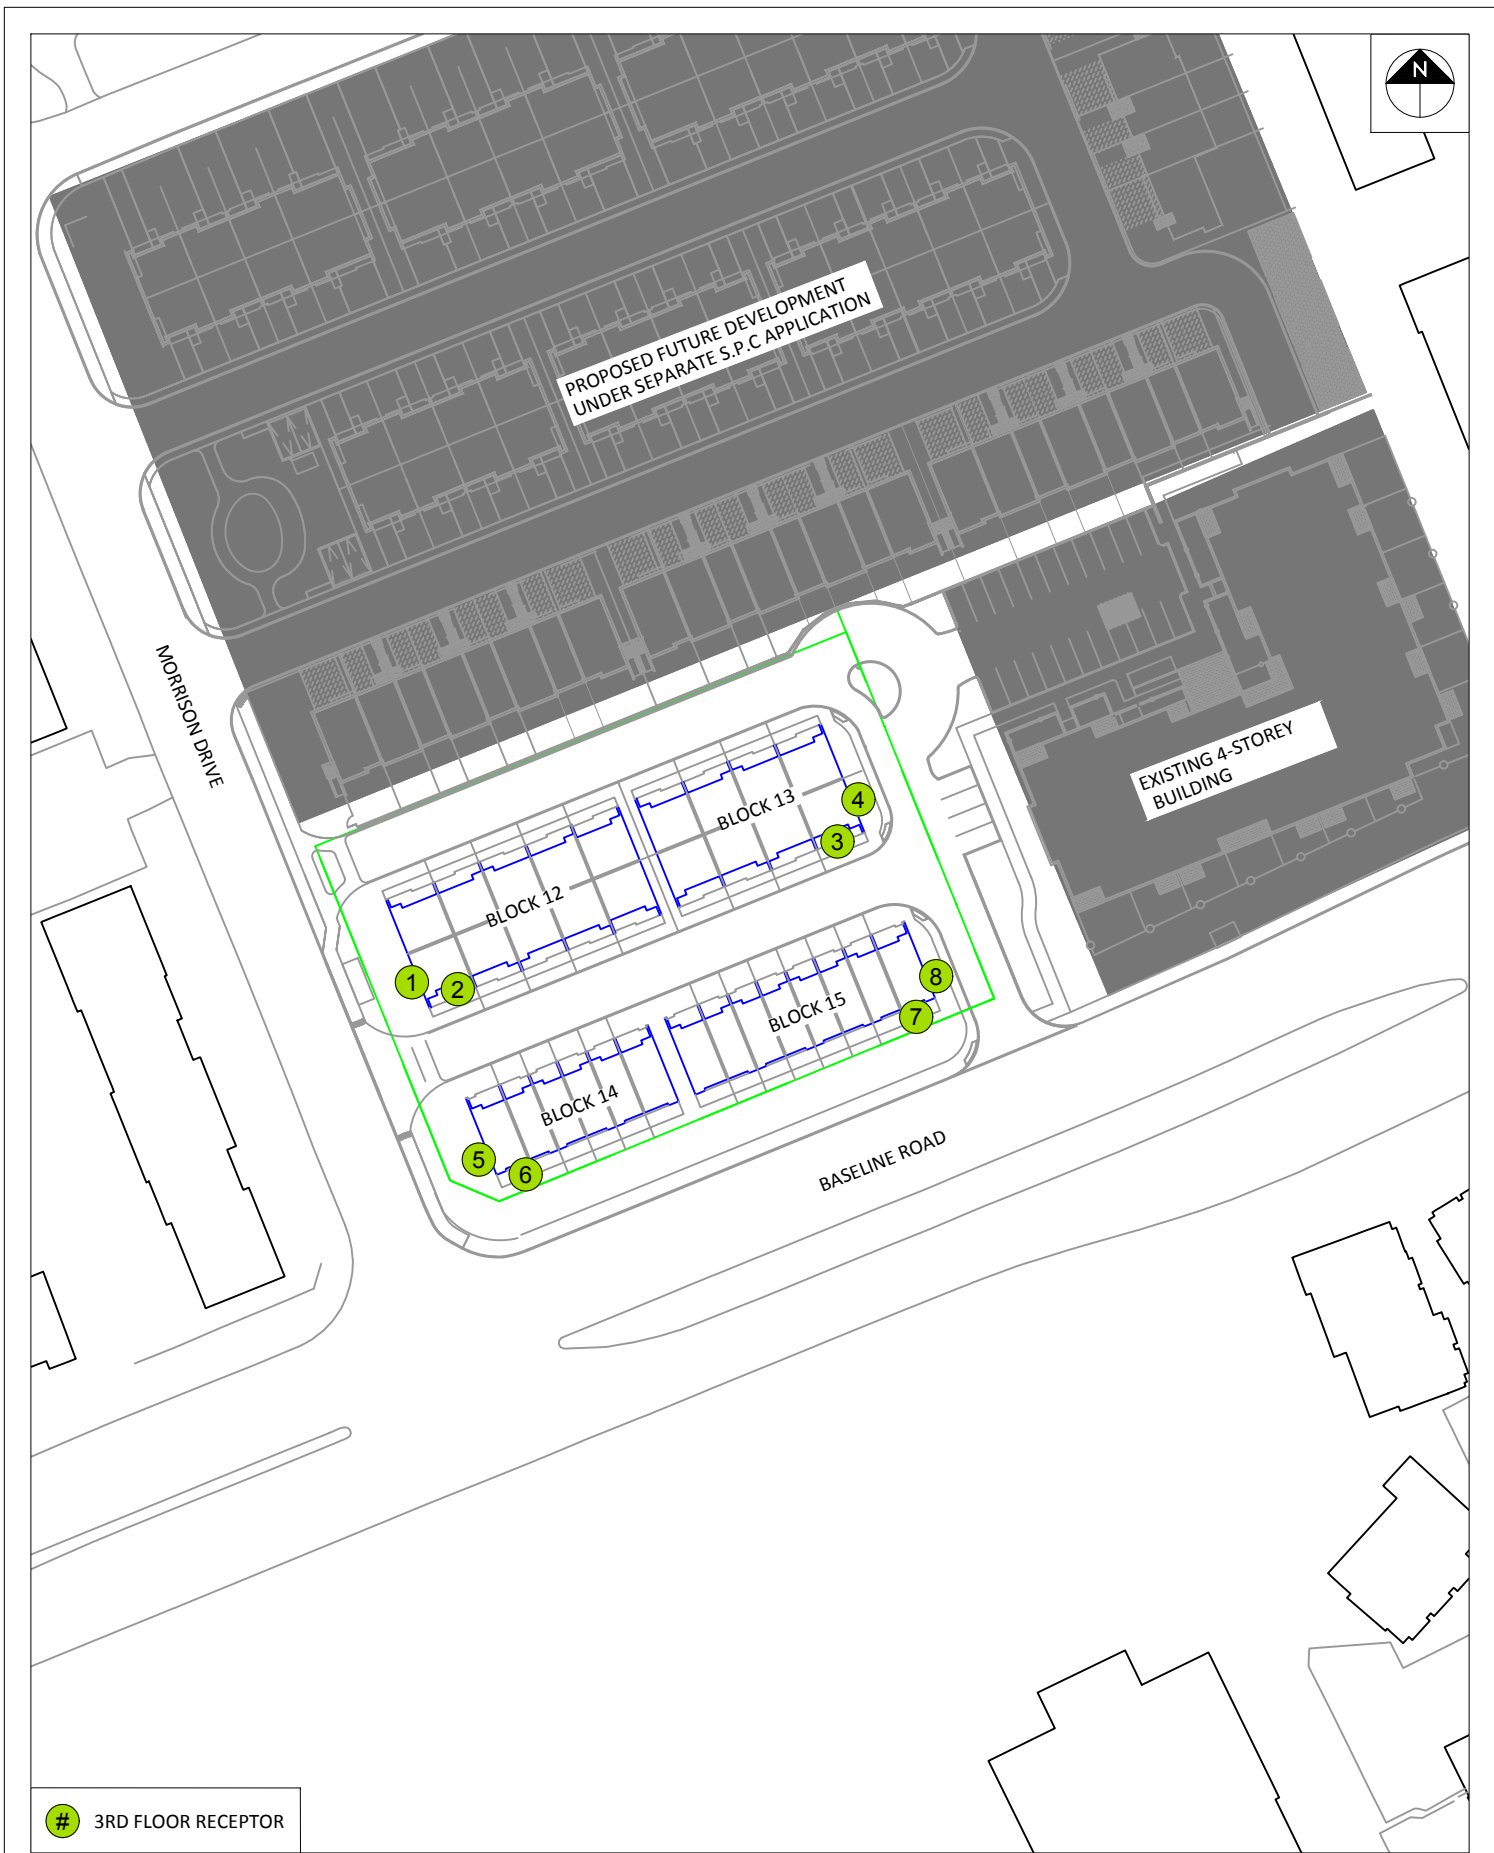 N
PROPOSED FUTURE DEVELOPMENT
UNDER SEPARATE S.P.C APPLICATION
MORRISON DRIVE
EXISTING 4-STOREY
BUILDING
BLOCK 13
4
3
BLOCK 12
1
2
BLOCK 15
8
7
BLOCK 14
5
6
BASELINE ROAD
# 3RD FLOOR RECEPTOR